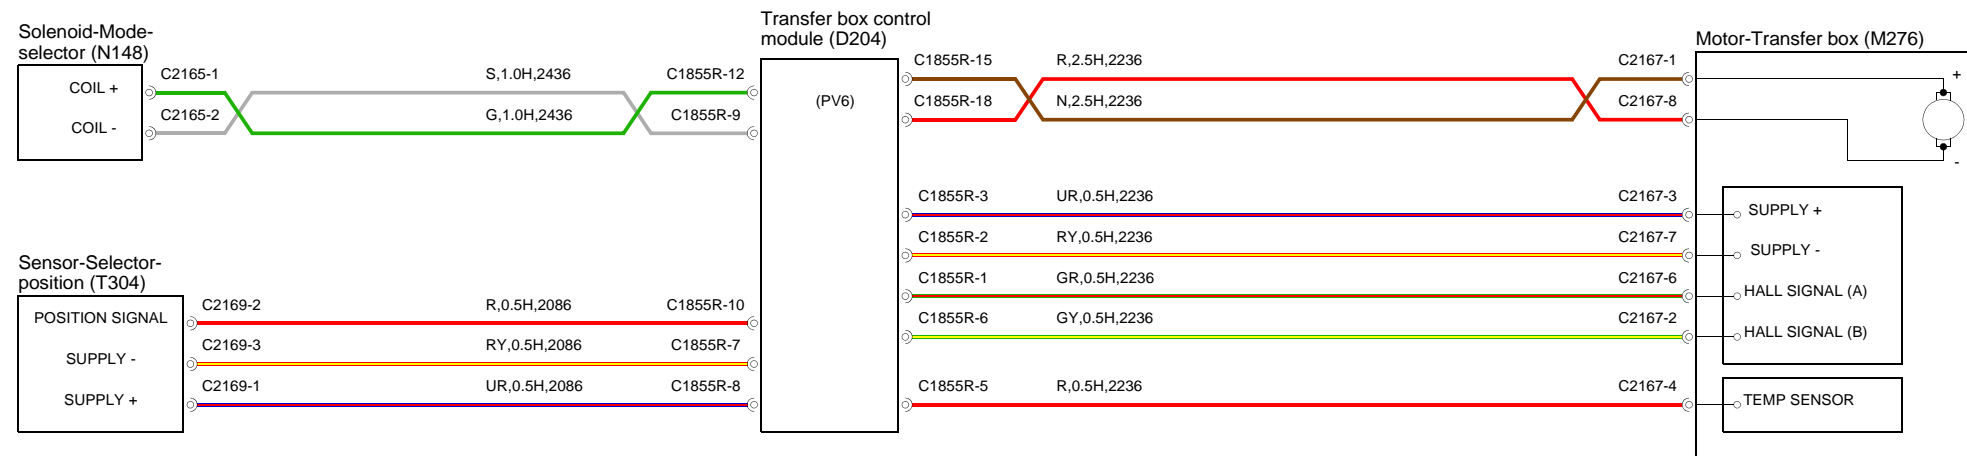 Solenoid-Mode-
selector (N148)
COIL +
COIL -
C2165-1
C2165-2
S,1.0H,2436
G,1.0H,2436
C1855R-12
C1855R-9
Sensor-Selector-
position (T304)
POSITION SIGNAL
SUPPLY -
SUPPLY +
C2169-2
C2169-3
C2169-1
R,0.5H,2086
RY,0.5H,2086
UR,0.5H,2086
C1855R-10
C1855R-7
C1855R-8
Transfer box control
module (D204)
(PV6)
C1855R-15
C1855R-18
R,2.5H,2236
N,2.5H,2236
C2167-1
C2167-8
C1855R-3
C1855R-2
C1855R-1
C1855R-6
C1855R-5
UR,0.5H,2236
RY,0.5H,2236
GR,0.5H,2236
GY,0.5H,2236
R,0.5H,2236
C2167-3
C2167-7
C2167-6
C2167-2
C2167-4
Motor-Transfer box (M276)
+
-
SUPPLY +
SUPPLY -
HALL SIGNAL (A)
HALL SIGNAL (B)
TEMP SENSOR